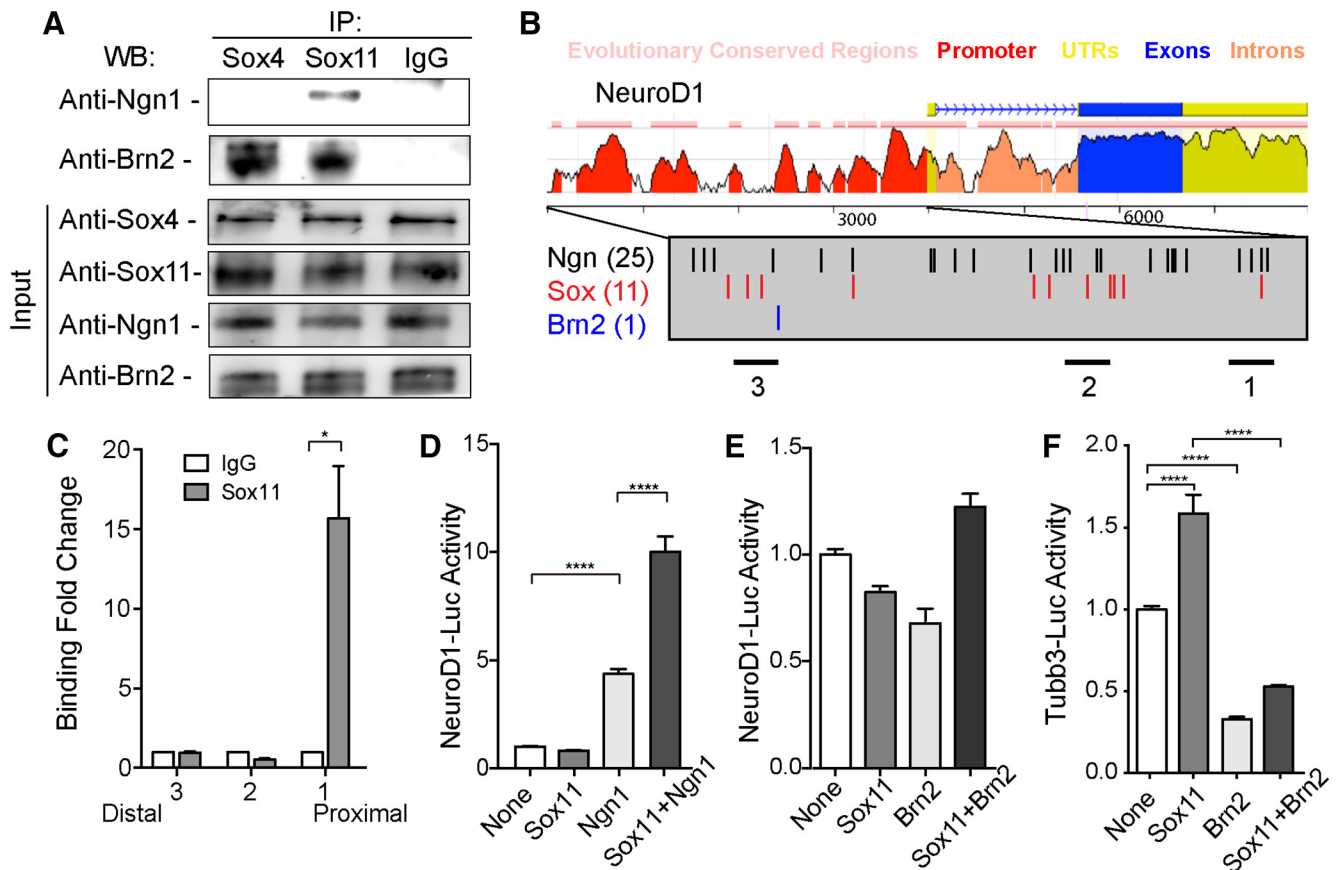 A
IP:
WB:
Sox4 Sox11 IgG
Anti-Ngn1 -
Anti-Brn2 -
Input
Anti-Sox4 -
Anti-Sox11-
Anti-Ngn1 -
Anti-Brn2 -
B
Evolutionary Conserved Regions Promoter UTRs Exons Introns
NeuroD1
3000 6000
Ngn (25)
Sox (11)
Brn2 (1)
3 2 1
C
Binding Fold Change
20
15
10
5
0
IgG
Sox11
*
3 2 1
Distal Proximal
D
NeuroD1-Luc Activity
15
10
5
0
****
****
None Sox11 Ngn1 Sox11+Ngn1
E
NeuroD1-Luc Activity
1.5
1.0
0.5
0.0
None Sox11 Brn2 Sox11+Brn2
F
Tubb3-Luc Activity
2.0
1.5
1.0
0.5
0.0
****
****
****
None Sox11 Brn2 Sox11+Brn2